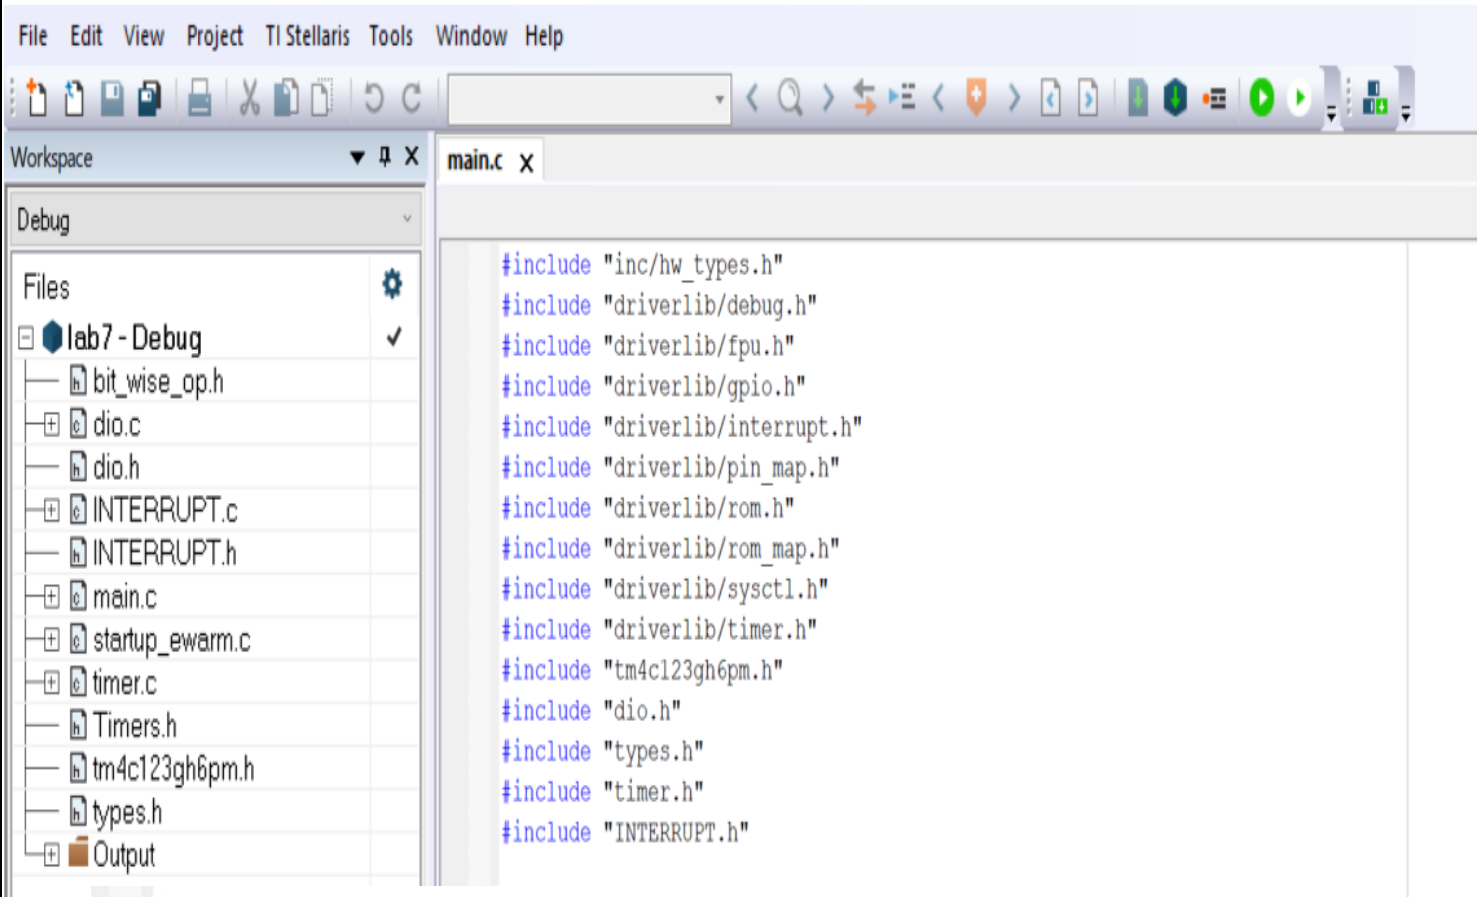 File Edit View Project TI Stellaris Tools Window Help
Workspace
main.c
Debug
Files
lab7 - Debug
bit_wise_op.h
dio.c
dio.h
INTERRUPT.c
INTERRUPT.h
main.c
startup_ewarm.c
timer.c
Timers.h
tm4c123gh6pm.h
types.h
Output
#include "inc/hw_types.h"
#include "driverlib/debug.h"
#include "driverlib/fpu.h"
#include "driverlib/gpio.h"
#include "driverlib/interrupt.h"
#include "driverlib/pin_map.h"
#include "driverlib/rom.h"
#include "driverlib/rom_map.h"
#include "driverlib/sysctl.h"
#include "driverlib/timer.h"
#include "tm4c123gh6pm.h"
#include "dio.h"
#include "types.h"
#include "timer.h"
#include "INTERRUPT.h"